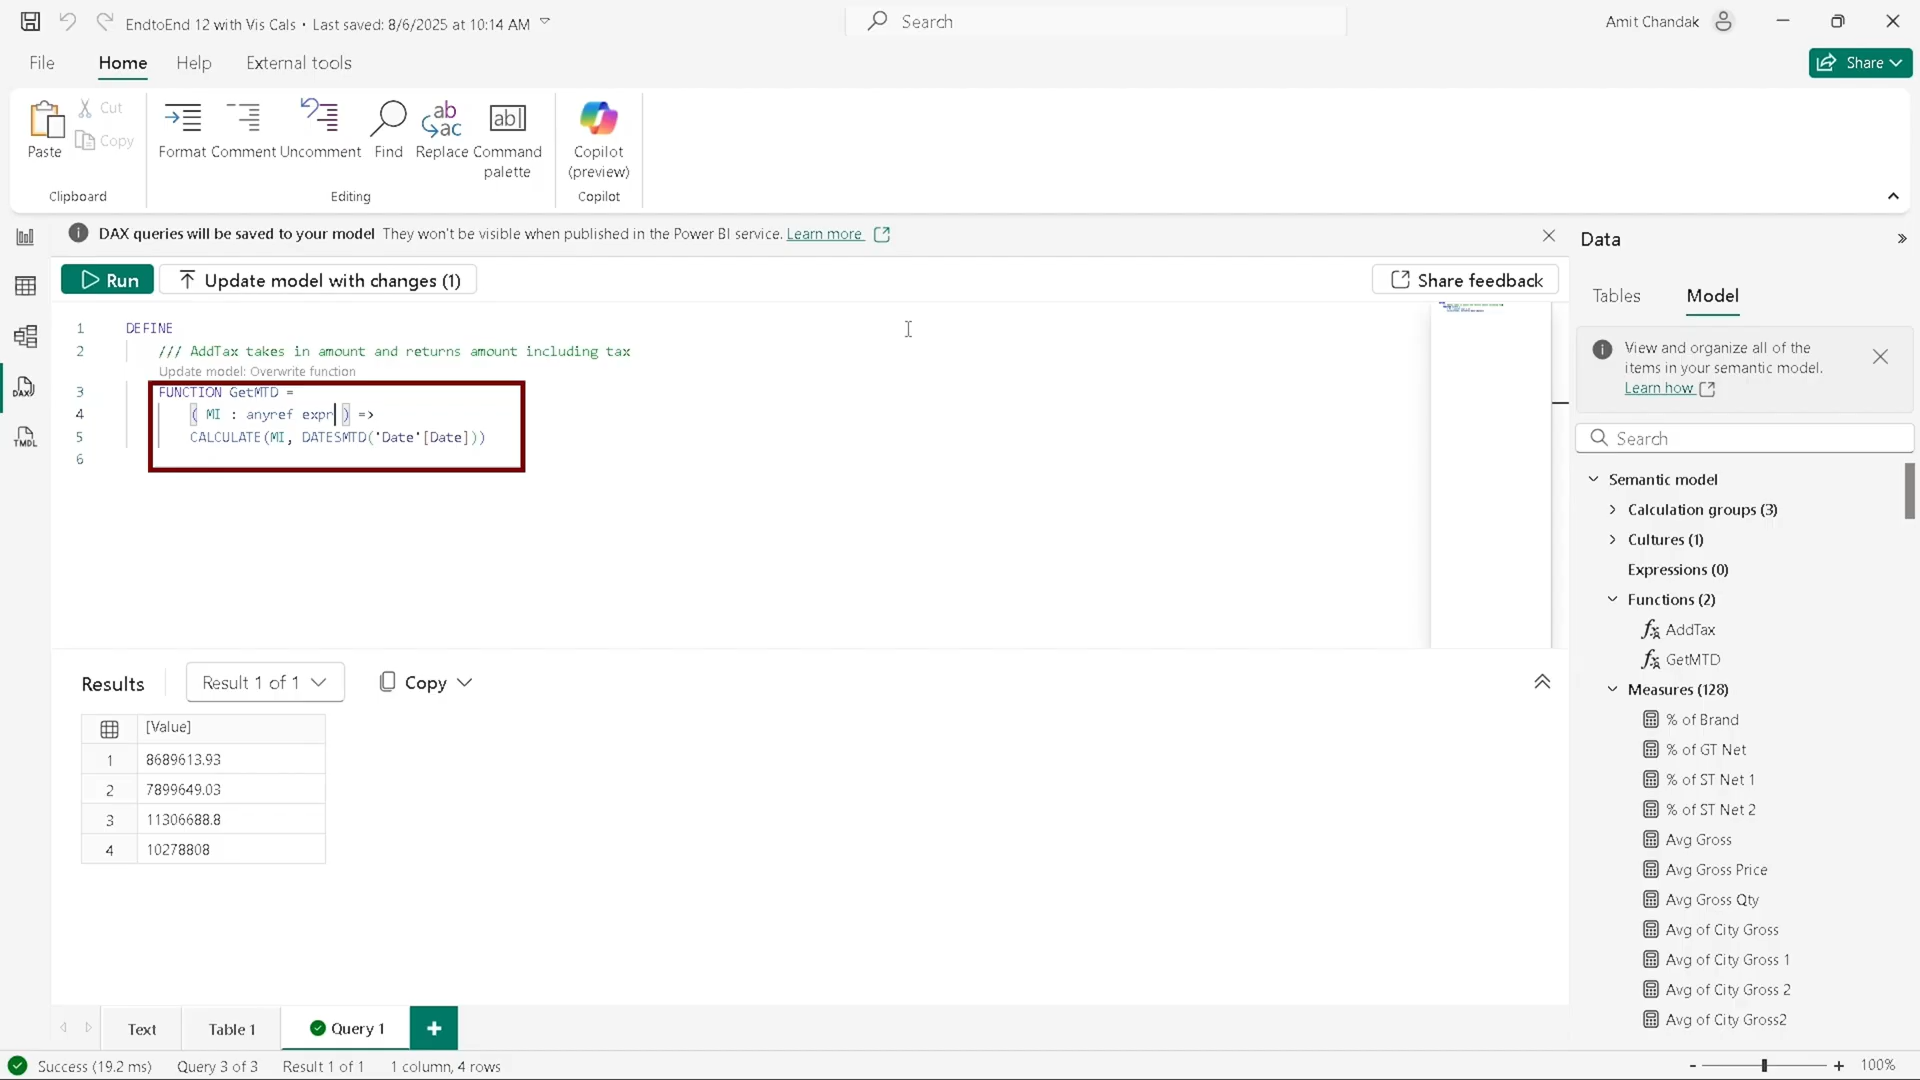 EndtoEnd 12 with Vis Cals • Last saved: 8/6/2025 at 10:14 AM
Search
Amit Chandak
File
Home
Help
External tools
Share
Paste
Cut
Copy
Clipboard
Format
Comment
Uncomment
Find
Replace
Command palette
Editing
Copilot (preview)
Copilot
DAX queries will be saved to your model They won't be visible when published in the Power BI service. Learn more
Run
Update model with changes (1)
Share feedback
1 DEFINE
2 /// AddTax takes in amount and returns amount including tax
Update model: Overwrite function
3 FUNCTION GetMTD =
4 ( MI : anyref expr ) =>
5 CALCULATE(MI, DATESMTD('Date'[Date]))
6
Results
Result 1 of 1
Copy
[Value]
1 8689613.93
2 7899649.03
3 11306688.8
4 10278808
Text
Table 1
Query 1
Success (19.2 ms)
Query 3 of 3
Result 1 of 1
1 column, 4 rows
100%
Data
Tables
Model
View and organize all of the
items in your semantic model.
Learn how
Search
Semantic model
Calculation groups (3)
Cultures (1)
Expressions (0)
Functions (2)
AddTax
GetMTD
Measures (128)
% of Brand
% of GT Net
% of ST Net 1
% of ST Net 2
Avg Gross
Avg Gross Price
Avg Gross Qty
Avg of City Gross
Avg of City Gross 1
Avg of City Gross 2
Avg of City Gross2
DAX
TMDL
ab
ac
ab